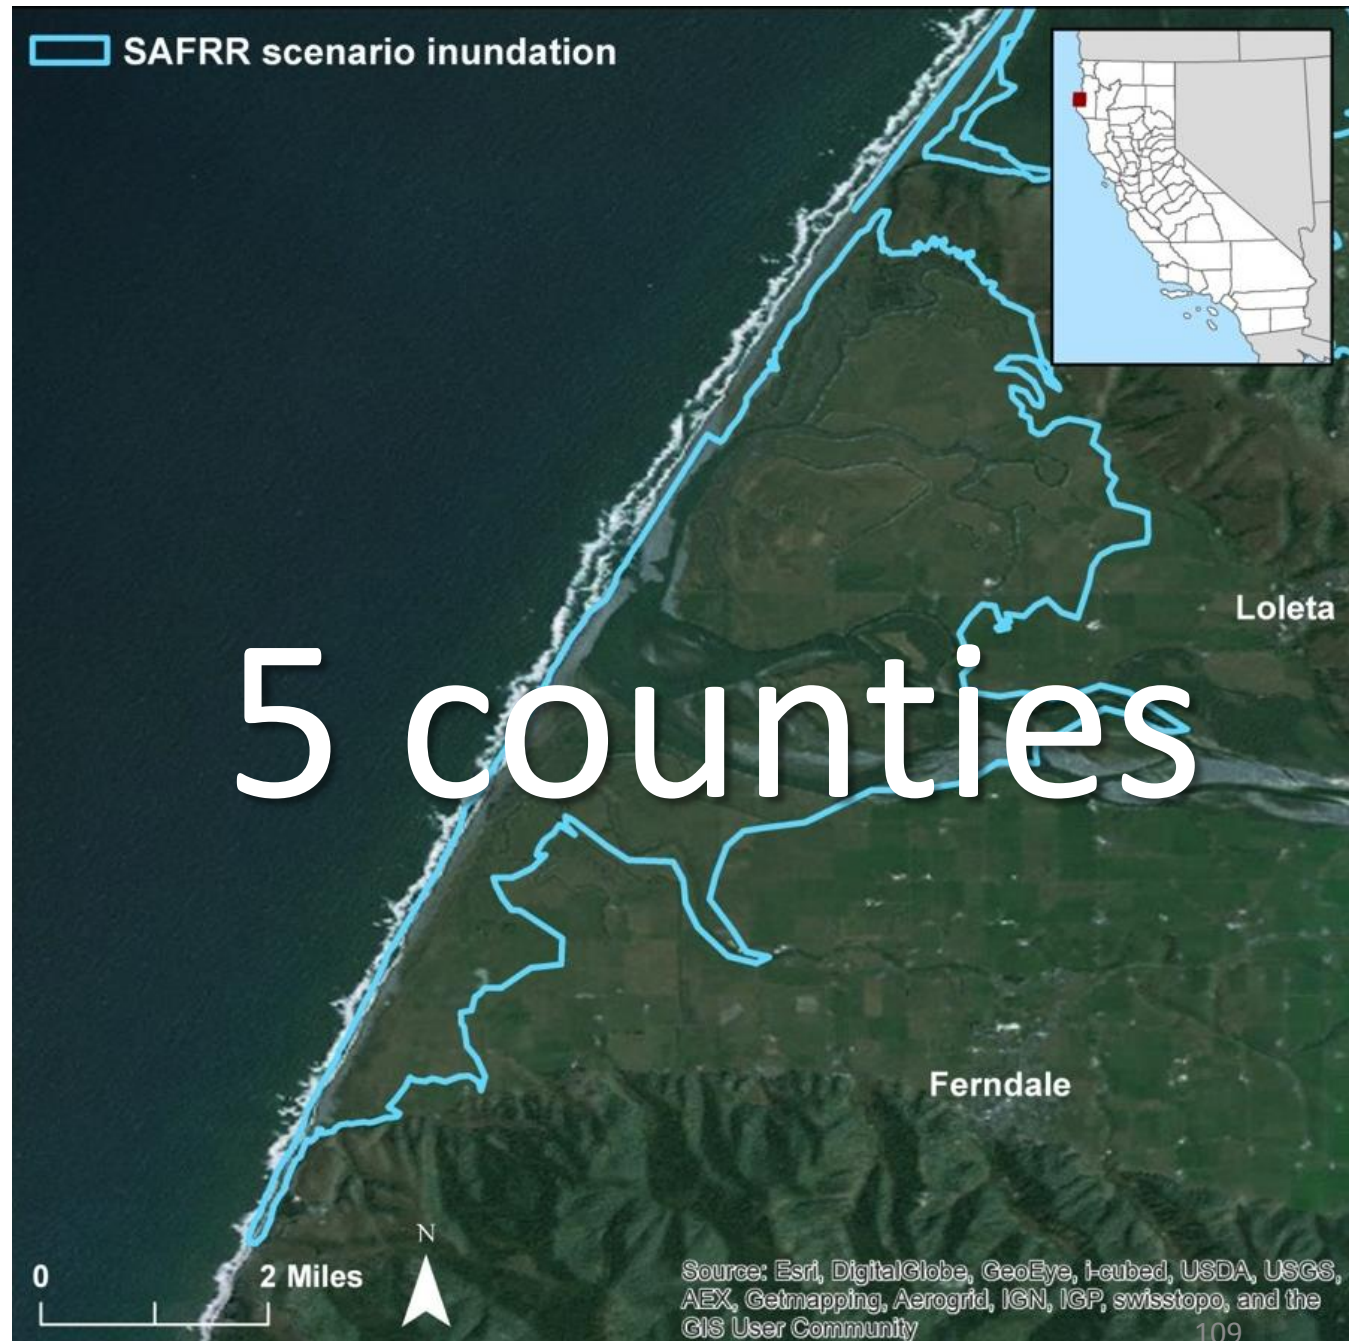 SAFRR scenario inundation
Loleta
5 counties
Ferndale
N
0 2 Miles
Source: Esri, DigitalGlobe, GeoEye, i-cubed, USDA, USGS,
AEX, Getmapping, Aerogrid, IGN, IGP, swisstopo, and the
GIS User Community
109